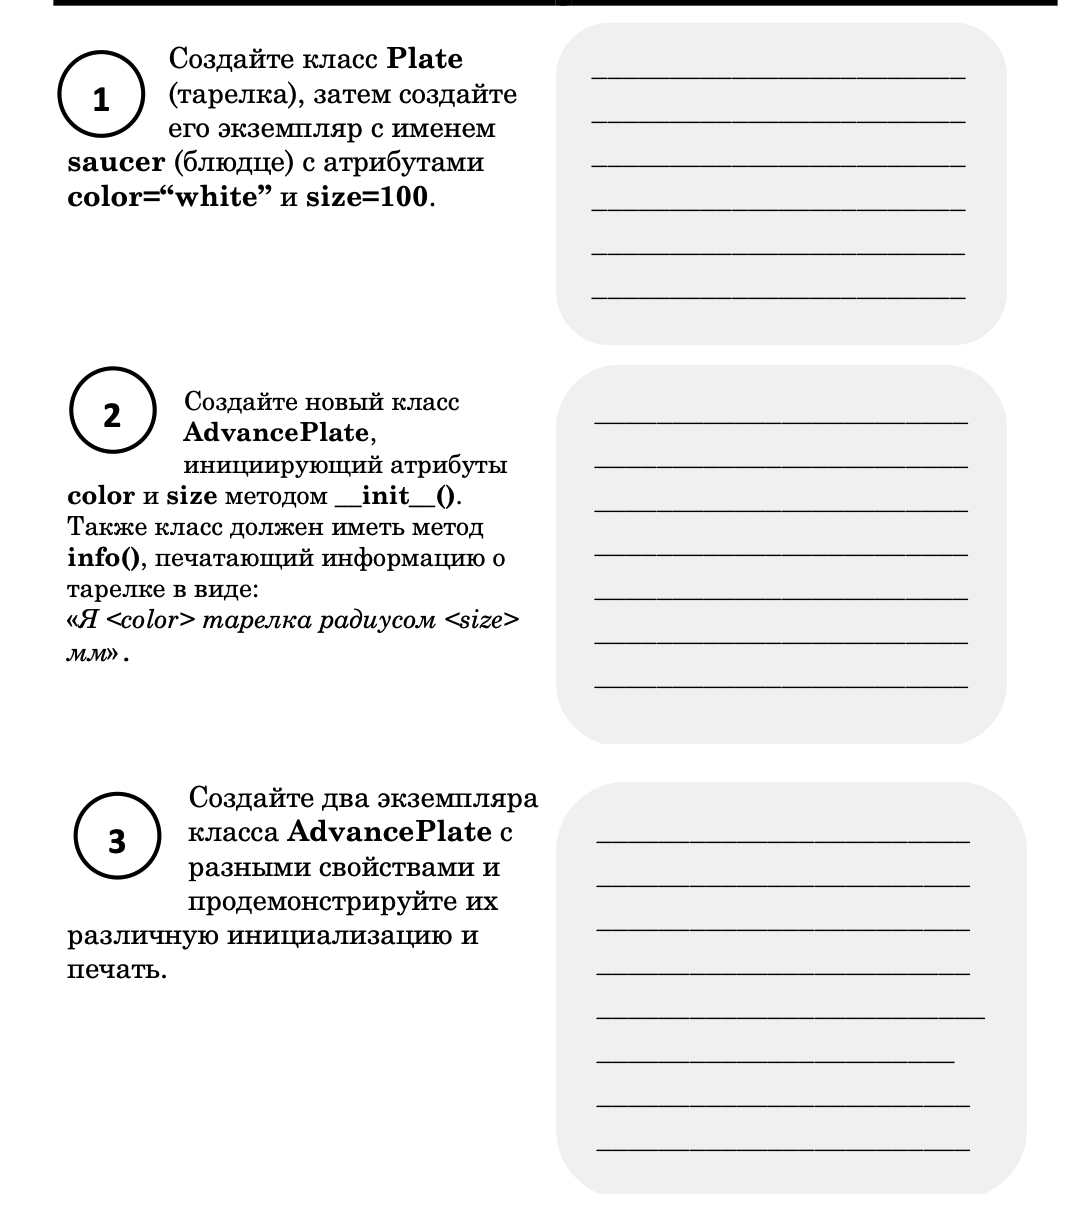 1
Создайте класс Plate
(тарелка), затем создайте
его экземпляр с именем
saucer (блюдце) с атрибутами
color=“white” и size=100.
2
Создайте новый класс
AdvancePlate,
инициирующий атрибуты
color и size методом __init__().
Также класс должен иметь метод
info(), печатающий информацию о
тарелке в виде:
«Я <color> тарелка радиусом <size>
мм» .
3
Создайте два экземпляра
класса AdvancePlate с
разными свойствами и
продемонстрируйте их
различную инициализацию и
печать.